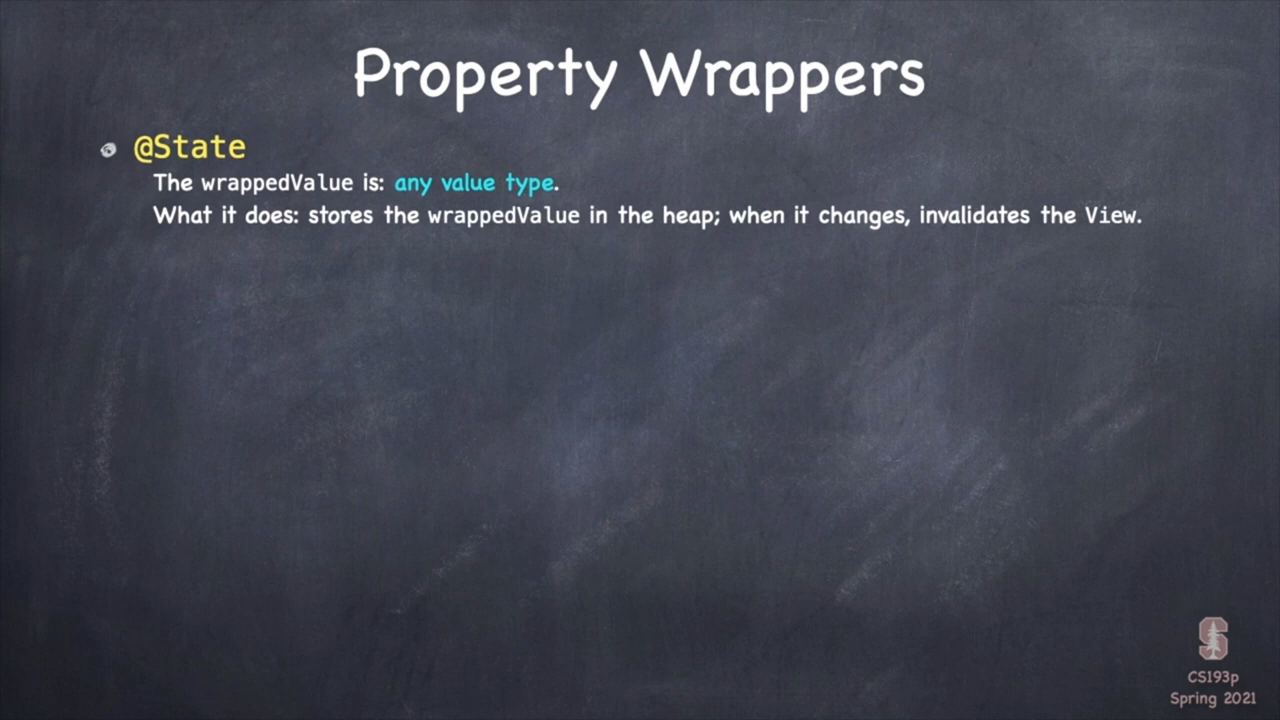 Property Wrappers
@State
The wrappedValue is: any value type.
What it does: stores the wrappedValue in the heap; when it changes, invalidates the View.
S
CS193p
Spring 2021